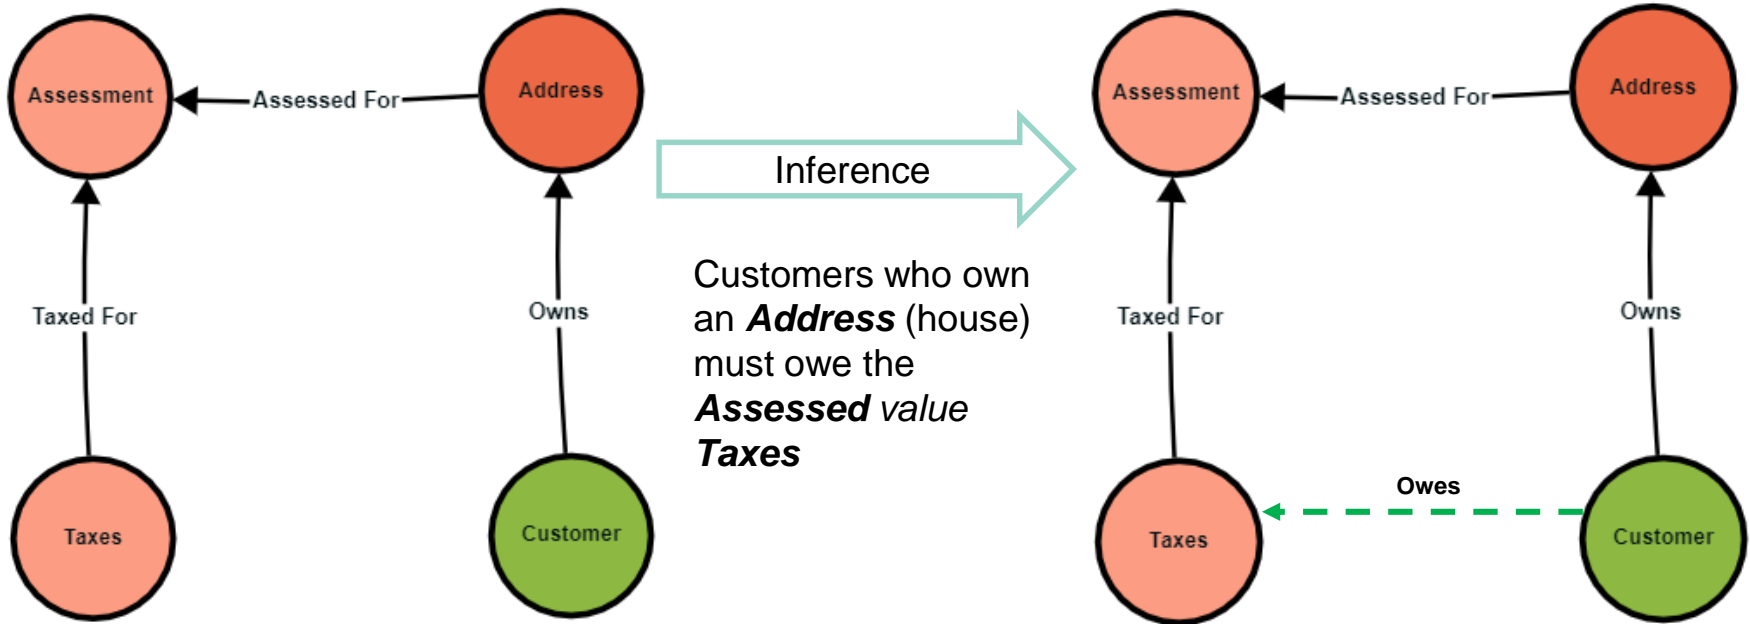 Assessment
Assessed For
Address
Taxed For
Owns
Taxes
Customer
Inference
Customers who own
an Address (house)
must owe the
Assessed value
Taxes
Assessment
Assessed For
Address
Taxed For
Owns
Owes
Taxes
Customer